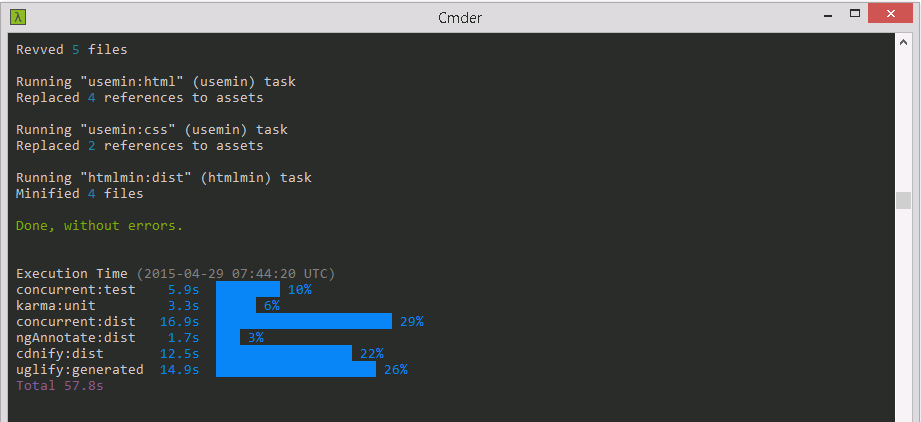 λ Cmder
Revved 5 files
Running "usemin:html" (usemin) task
Replaced 4 references to assets
Running "usemin:css" (usemin) task
Replaced 2 references to assets
Running "htmlmin:dist" (htmlmin) task
Minified 4 files
Done, without errors.
Execution Time (2015-04-29 07:44:20 UTC)
concurrent:test 5.9s 10%
karma:unit 3.3s 6%
concurrent:dist 16.9s 29%
ngAnnotate:dist 1.7s 3%
cdnify:dist 12.5s 22%
uglify:generated 14.9s 26%
Total 57.8s